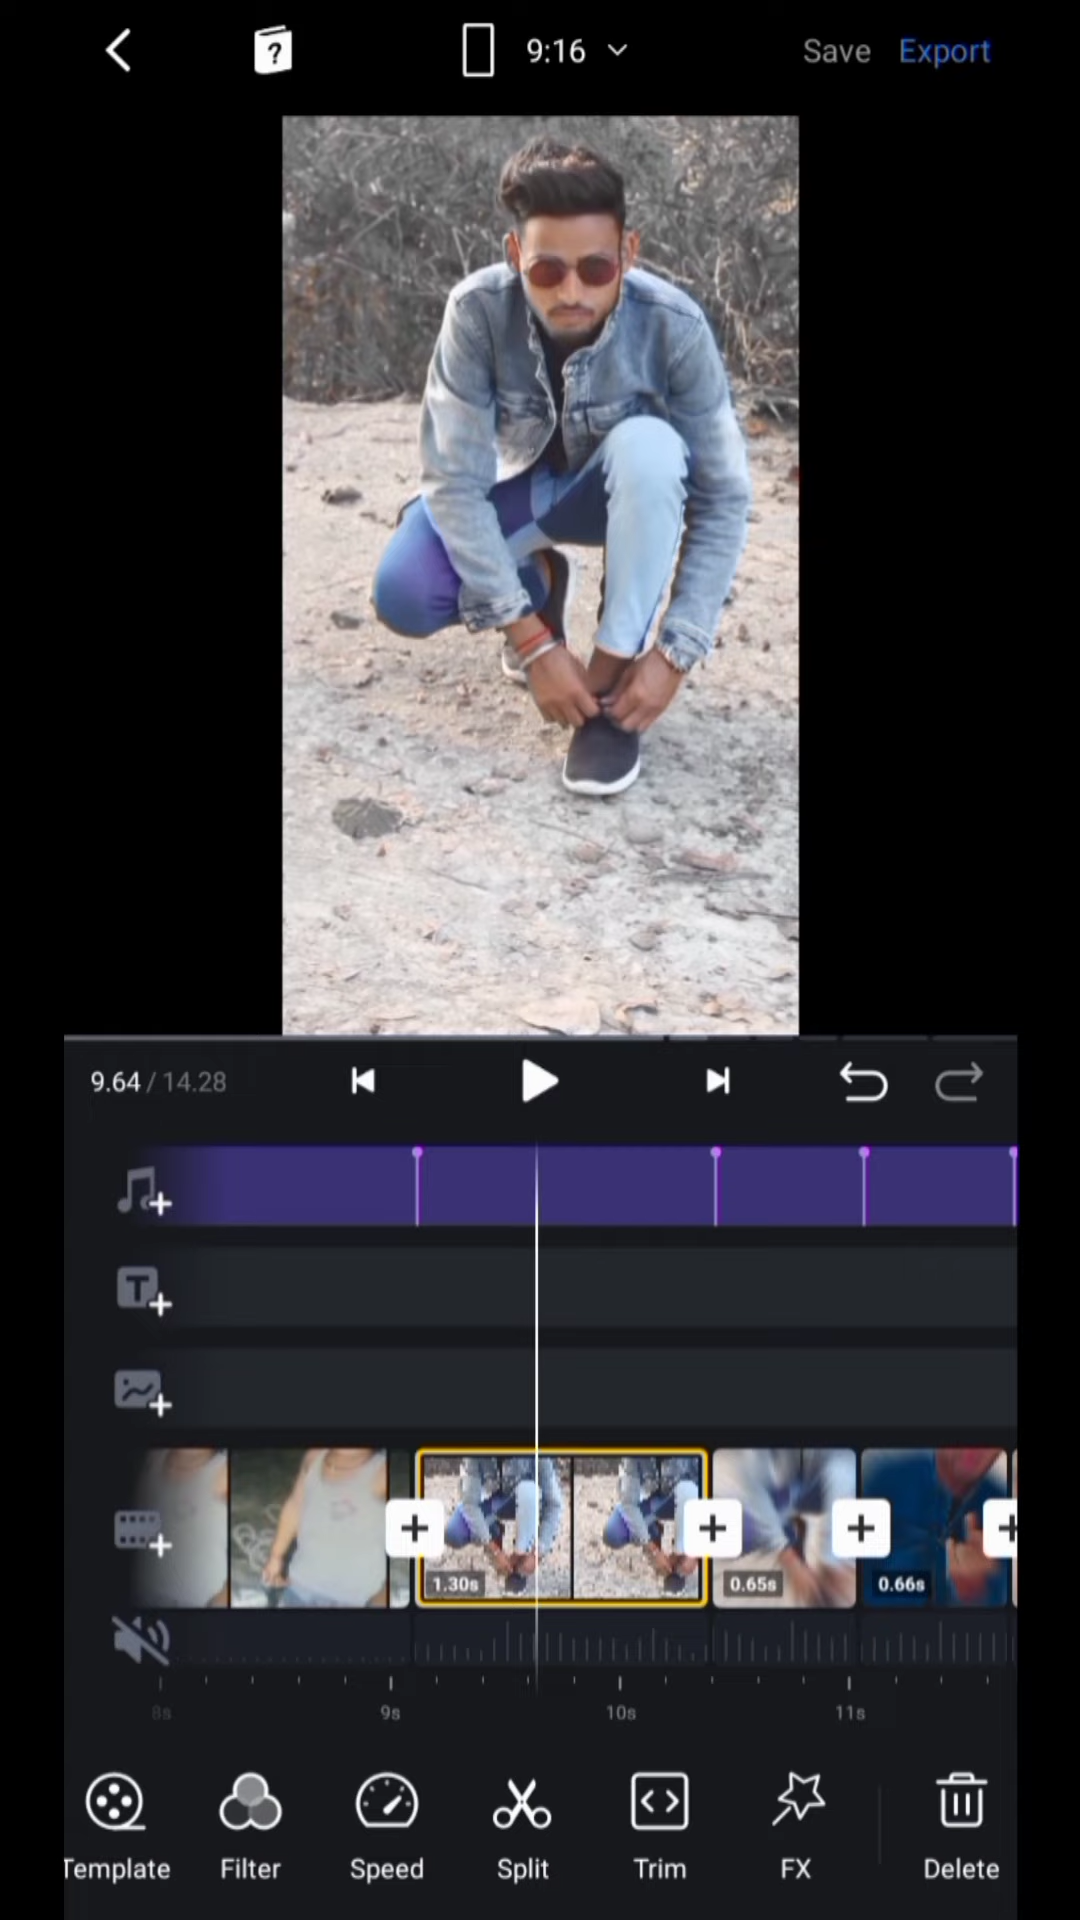 9:16
Save
Export
9.64 / 14.28
1.30s
0.65s
0.66s
8s
9s
10s
11s
Template
Filter
Speed
Split
Trim
FX
Delete